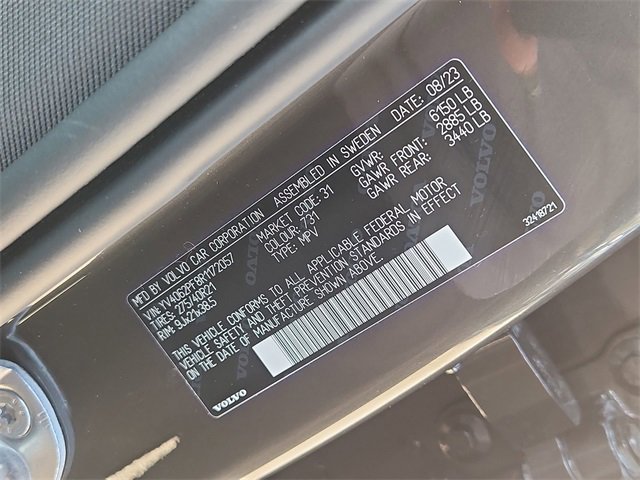 MFD BY VOLVO CAR CORPORATION ASSEMBLED IN SWEDEN DATE: 08/23
VIN: YV4062PF8R1172057 MARKET CODE: 31 GVWR: 6150 LB
TIRES: 275/40R21 COLOUR: 731 GAWR FRONT: 2885 LB
RIM: 9Jx21x38.5 TYPE: MPV GAWR REAR: 3440 LB
THIS VEHICLE CONFORMS TO ALL APPLICABLE FEDERAL MOTOR
VEHICLE SAFETY AND THEFT PREVENTION STANDARDS IN EFFECT
ON THE DATE OF MANUFACTURE SHOWN ABOVE.
VOLVO
32418721